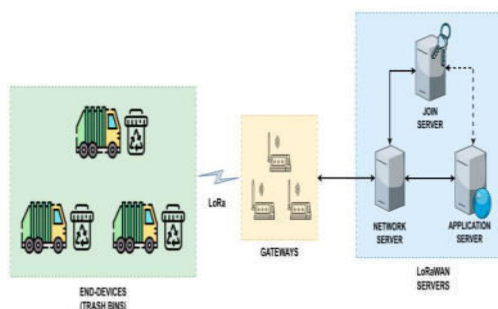 JOIN
SERVER
LoRa
NETWORK
SERVER
APPLICATION
SERVER
GATEWAYS
LoRaWAN
SERVERS
END-DEVICES
(TRASH BINS)